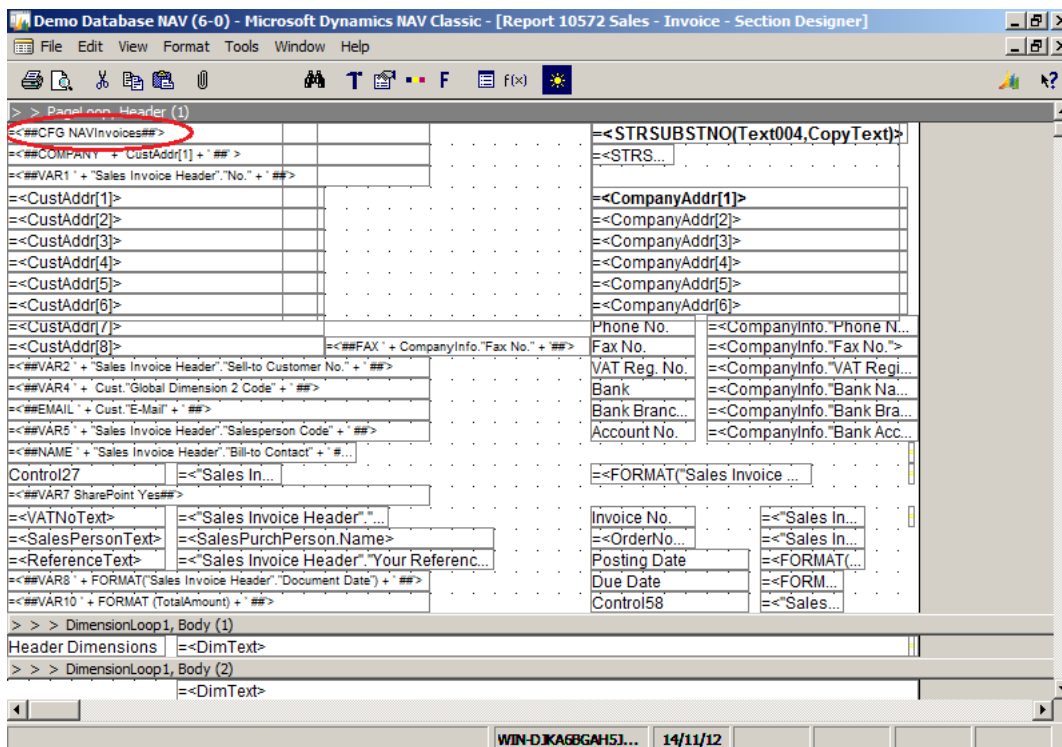 Demo Database NAV (6-0) - Microsoft Dynamics NAV Classic - [Report 10572 Sales - Invoice - Section Designer]
File Edit View Format Tools Window Help
> > PageLoop, Header (1)
=<'##CFG NAVInvoices##'> =<STRSUBSTNO(Text004,CopyText)>
=<'##COMPANY ' + CustAddr[1] + ' ##' > =<STRS...
=<'##VAR1 ' + "Sales Invoice Header"."No." + ' ##'>
=<CustAddr[1]> =<CompanyAddr[1]>
=<CustAddr[2]> =<CompanyAddr[2]>
=<CustAddr[3]> =<CompanyAddr[3]>
=<CustAddr[4]> =<CompanyAddr[4]>
=<CustAddr[5]> =<CompanyAddr[5]>
=<CustAddr[6]> =<CompanyAddr[6]>
=<CustAddr[7]> Phone No. =<CompanyInfo."Phone N...
=<CustAddr[8]> =<'##FAX ' + CompanyInfo."Fax No." + '##'> Fax No. =<CompanyInfo."Fax No.">
=<'##VAR2 ' + "Sales Invoice Header"."Sell-to Customer No." + ' ##'> VAT Reg. No. =<CompanyInfo."VAT Regi...
=<'##VAR4 ' + Cust."Global Dimension 2 Code" + ' ##'> Bank =<CompanyInfo."Bank Na...
=<'##EMAIL ' + Cust."E-Mail" + ' ##'> Bank Branc... =<CompanyInfo."Bank Bra...
=<'##VAR5 ' + "Sales Invoice Header"."Salesperson Code" + ' ##'> Account No. =<CompanyInfo."Bank Acc...
=<'##NAME ' + "Sales Invoice Header"."Bill-to Contact" + ' #...
Control27 =<"Sales In... =<FORMAT("Sales Invoice ...
=<'##VAR7 SharePoint Yes##'>
=<VATNoText> =<"Sales Invoice Header"."... Invoice No. =<"Sales In...
=<SalesPersonText> =<SalesPurchPerson.Name> =<OrderNo... =<"Sales In...
=<ReferenceText> =<"Sales Invoice Header"."Your Referenc... Posting Date =<FORMAT(...
=<'##VAR8 ' + FORMAT("Sales Invoice Header"."Document Date") + ' ##'> Due Date =<FORM...
=<'##VAR10 ' + FORMAT (TotalAmount) + ' ##'> Control58 =<"Sales...
> > > DimensionLoop1, Body (1)
Header Dimensions =<DimText>
> > > DimensionLoop1, Body (2)
=<DimText>
WIN-DJKA6BGAH5J... 14/11/12